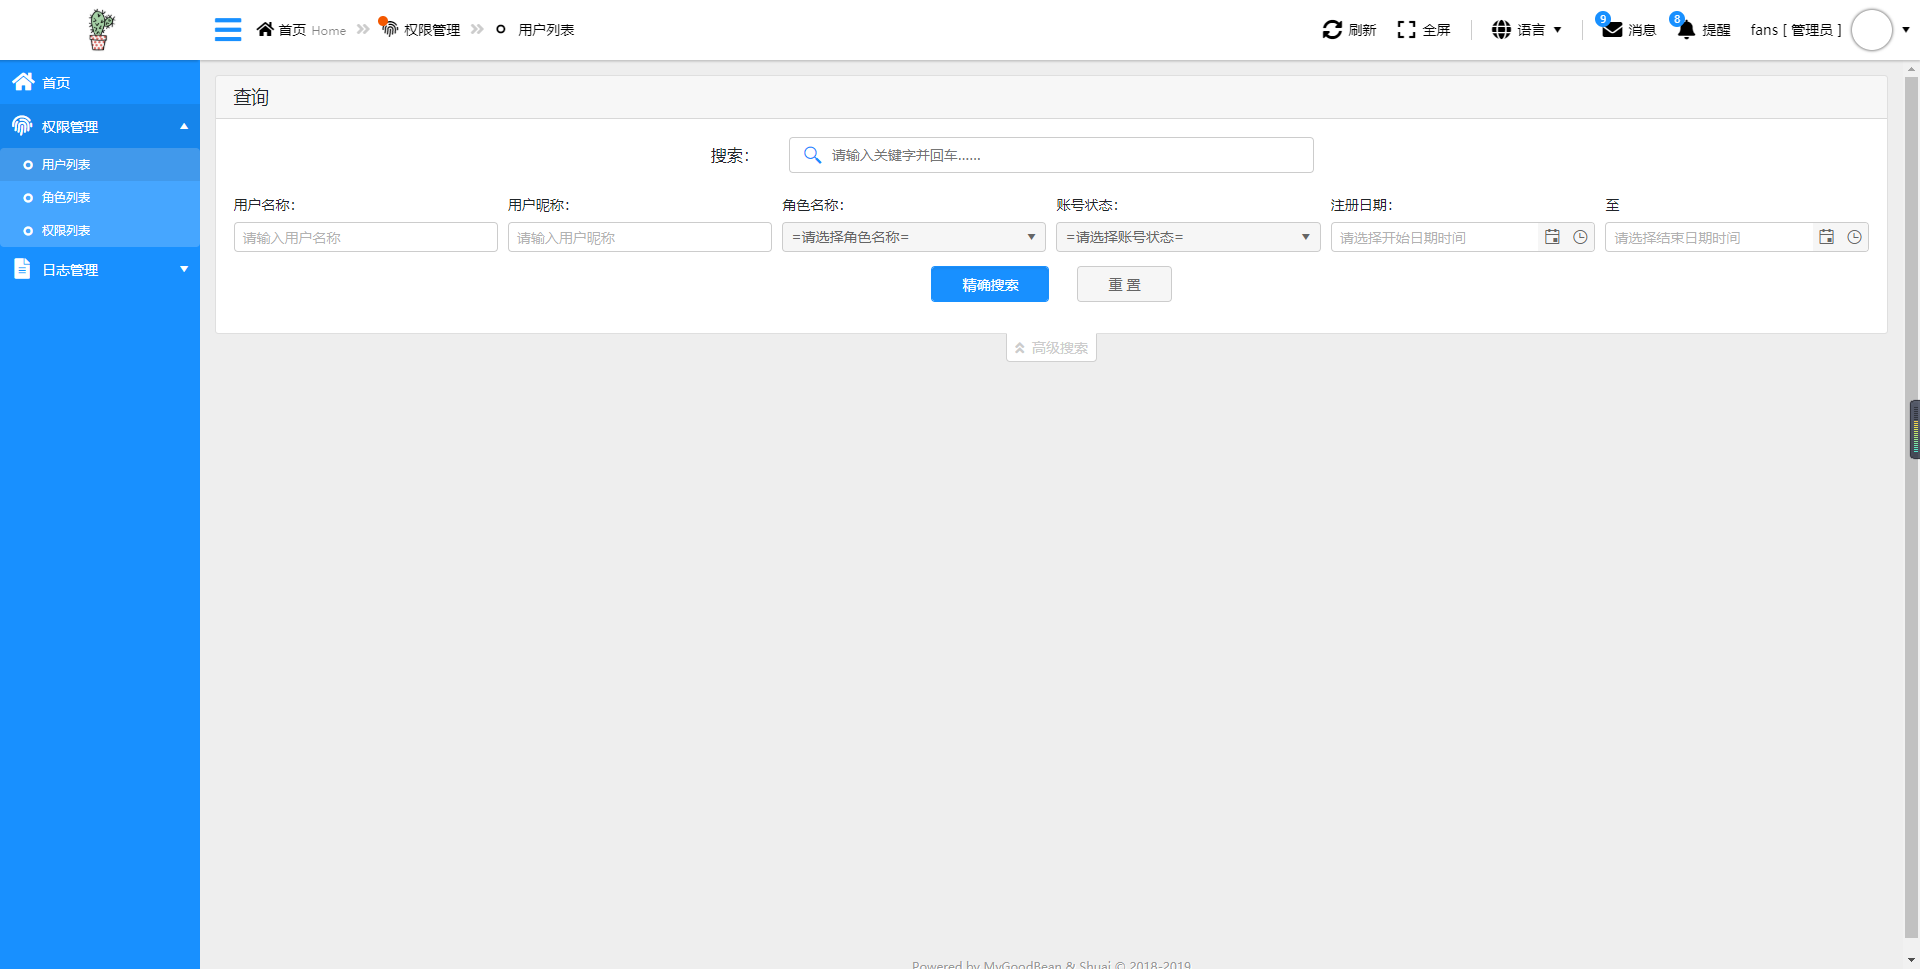 首页 Home 权限管理 用户列表 刷新 全屏 语言 9 消息 8 提醒 fans [ 管理员 ]
首页
权限管理
用户列表
角色列表
权限列表
日志管理
查询
搜索： 请输入关键字并回车......
用户名称： 用户昵称： 角色名称： 账号状态： 注册日期： 至
请输入用户名称 请输入用户昵称 =请选择角色名称= =请选择账号状态= 请选择开始日期时间 请选择结束日期时间
精确搜索 重 置
高级搜索
Powered by MyGoodBean & Shuai © 2018-2019